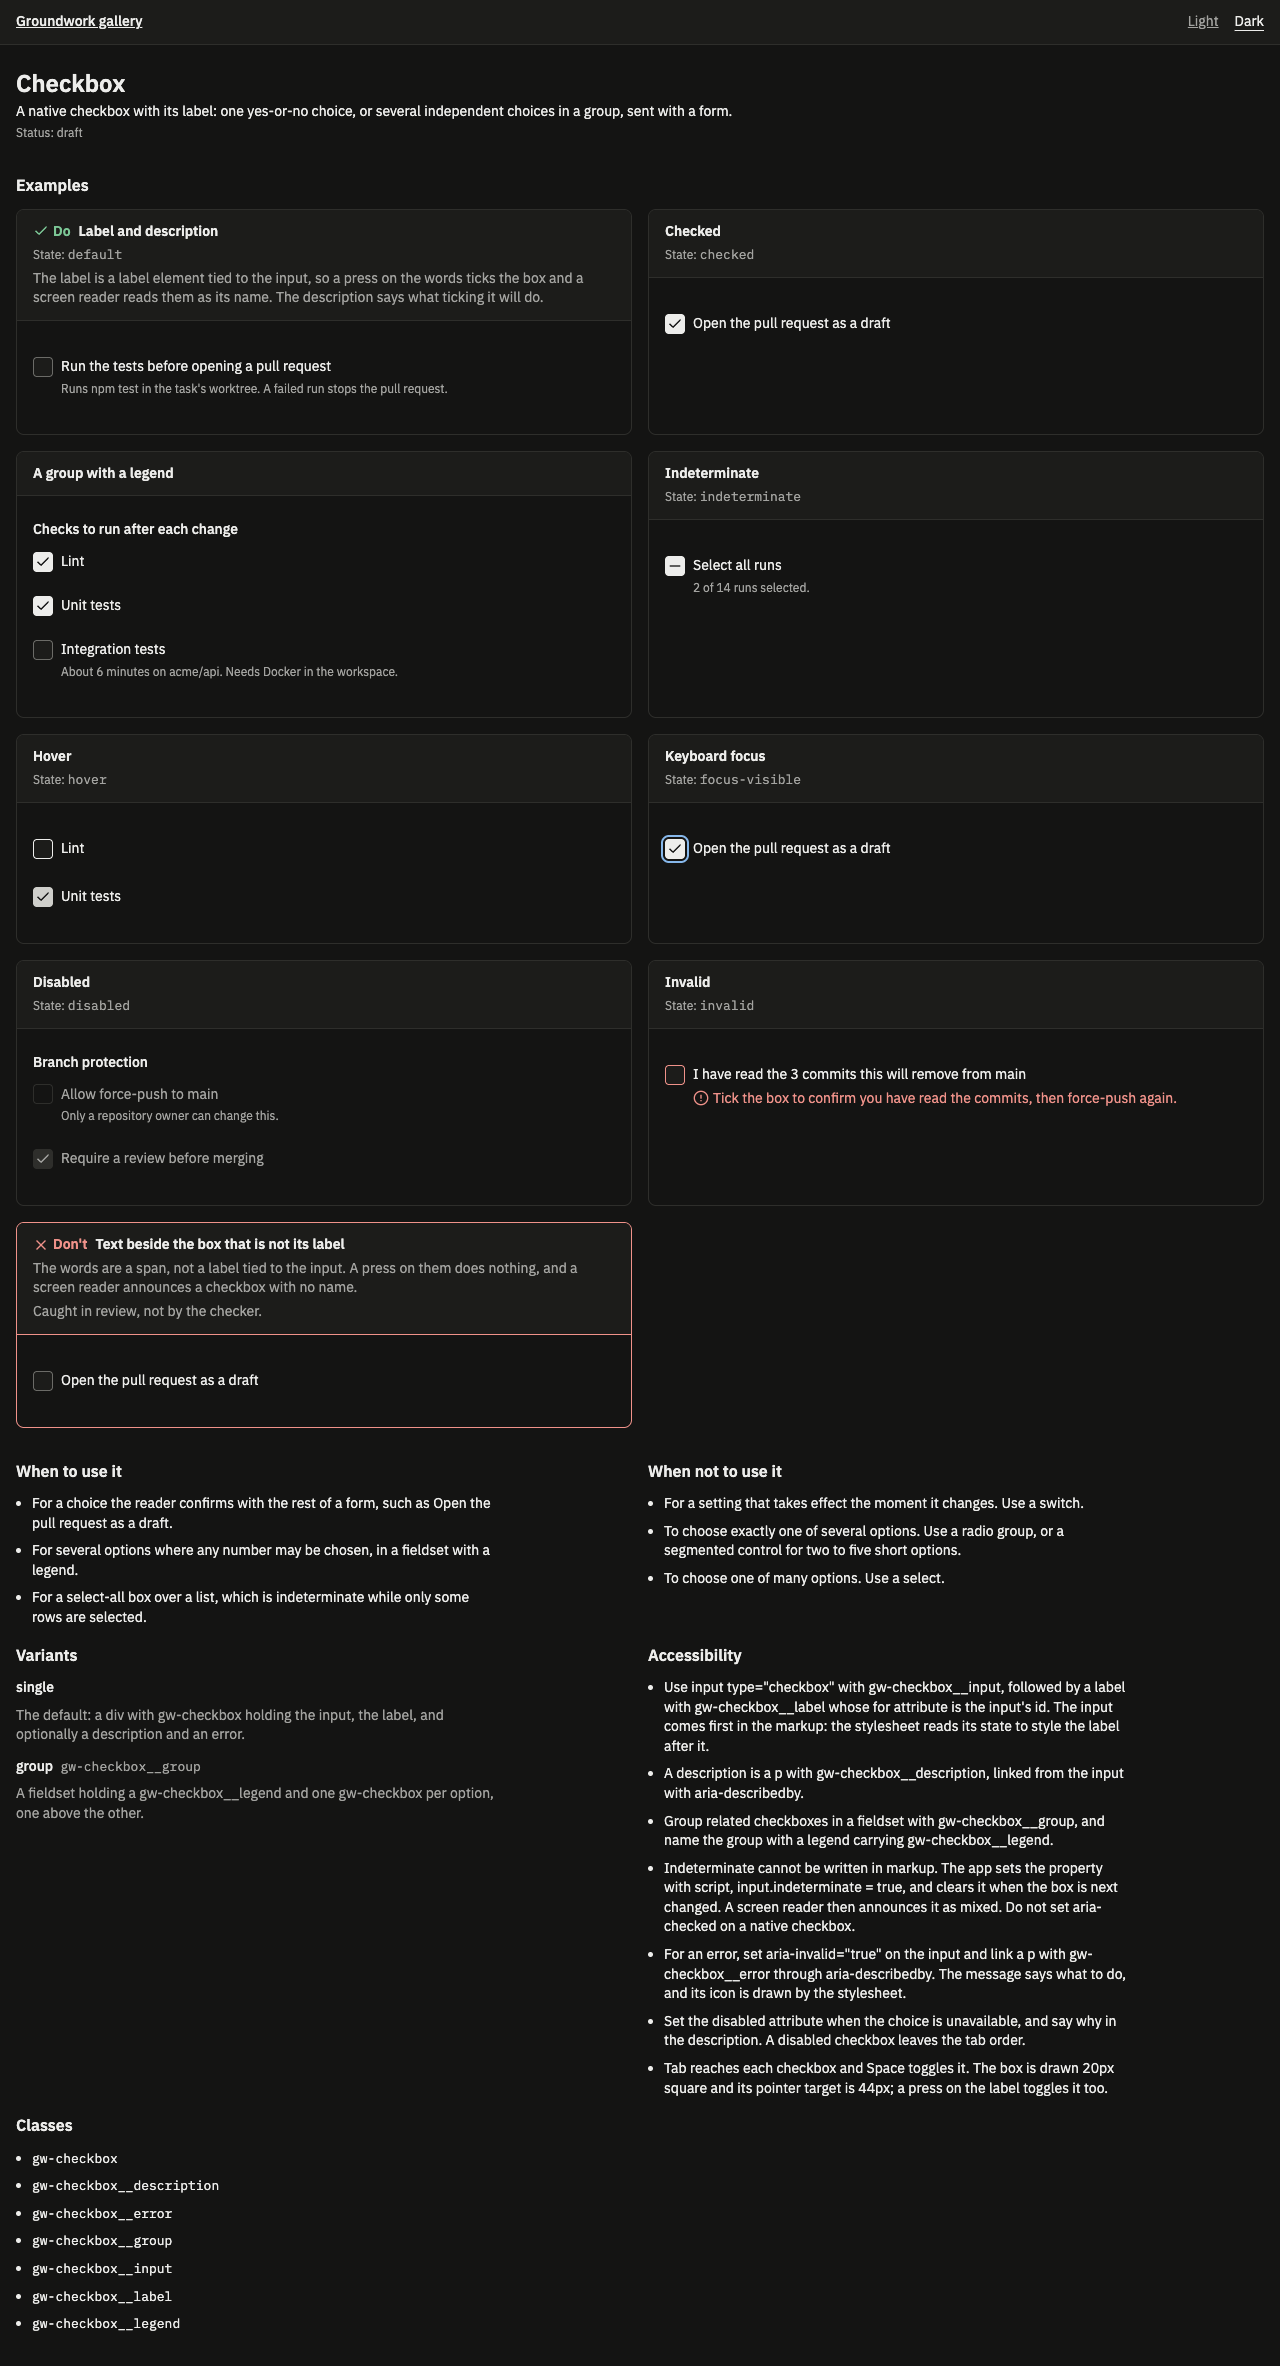 Groundwork gallery
Light Dark
Checkbox
A native checkbox with its label: one yes-or-no choice, or several independent choices in a group, sent with a form.
Status: draft
Examples
Do Label and description
State: default
The label is a label element tied to the input, so a press on the words ticks the box and a
screen reader reads them as its name. The description says what ticking it will do.
Run the tests before opening a pull request
Runs npm test in the task's worktree. A failed run stops the pull request.
Checked
State: checked
Open the pull request as a draft
A group with a legend
Checks to run after each change
Lint
Unit tests
Integration tests
About 6 minutes on acme/api. Needs Docker in the workspace.
Indeterminate
State: indeterminate
Select all runs
2 of 14 runs selected.
Hover
State: hover
Lint
Unit tests
Keyboard focus
State: focus-visible
Open the pull request as a draft
Disabled
State: disabled
Branch protection
Allow force-push to main
Only a repository owner can change this.
Require a review before merging
Invalid
State: invalid
I have read the 3 commits this will remove from main
Tick the box to confirm you have read the commits, then force-push again.
Don't Text beside the box that is not its label
The words are a span, not a label tied to the input. A press on them does nothing, and a
screen reader announces a checkbox with no name.
Caught in review, not by the checker.
Open the pull request as a draft
When to use it
For a choice the reader confirms with the rest of a form, such as Open the
pull request as a draft.
For several options where any number may be chosen, in a fieldset with a
legend.
For a select-all box over a list, which is indeterminate while only some
rows are selected.
When not to use it
For a setting that takes effect the moment it changes. Use a switch.
To choose exactly one of several options. Use a radio group, or a
segmented control for two to five short options.
To choose one of many options. Use a select.
Variants
single
The default: a div with gw-checkbox holding the input, the label, and
optionally a description and an error.
group gw-checkbox__group
A fieldset holding a gw-checkbox__legend and one gw-checkbox per option,
one above the other.
Accessibility
Use input type="checkbox" with gw-checkbox__input, followed by a label
with gw-checkbox__label whose for attribute is the input's id. The input
comes first in the markup: the stylesheet reads its state to style the label
after it.
A description is a p with gw-checkbox__description, linked from the input
with aria-describedby.
Group related checkboxes in a fieldset with gw-checkbox__group, and
name the group with a legend carrying gw-checkbox__legend.
Indeterminate cannot be written in markup. The app sets the property
with script, input.indeterminate = true, and clears it when the box is next
changed. A screen reader then announces it as mixed. Do not set aria-
checked on a native checkbox.
For an error, set aria-invalid="true" on the input and link a p with gw-
checkbox__error through aria-describedby. The message says what to do,
and its icon is drawn by the stylesheet.
Set the disabled attribute when the choice is unavailable, and say why in
the description. A disabled checkbox leaves the tab order.
Tab reaches each checkbox and Space toggles it. The box is drawn 20px
square and its pointer target is 44px; a press on the label toggles it too.
Classes
gw-checkbox
gw-checkbox__description
gw-checkbox__error
gw-checkbox__group
gw-checkbox__input
gw-checkbox__label
gw-checkbox__legend